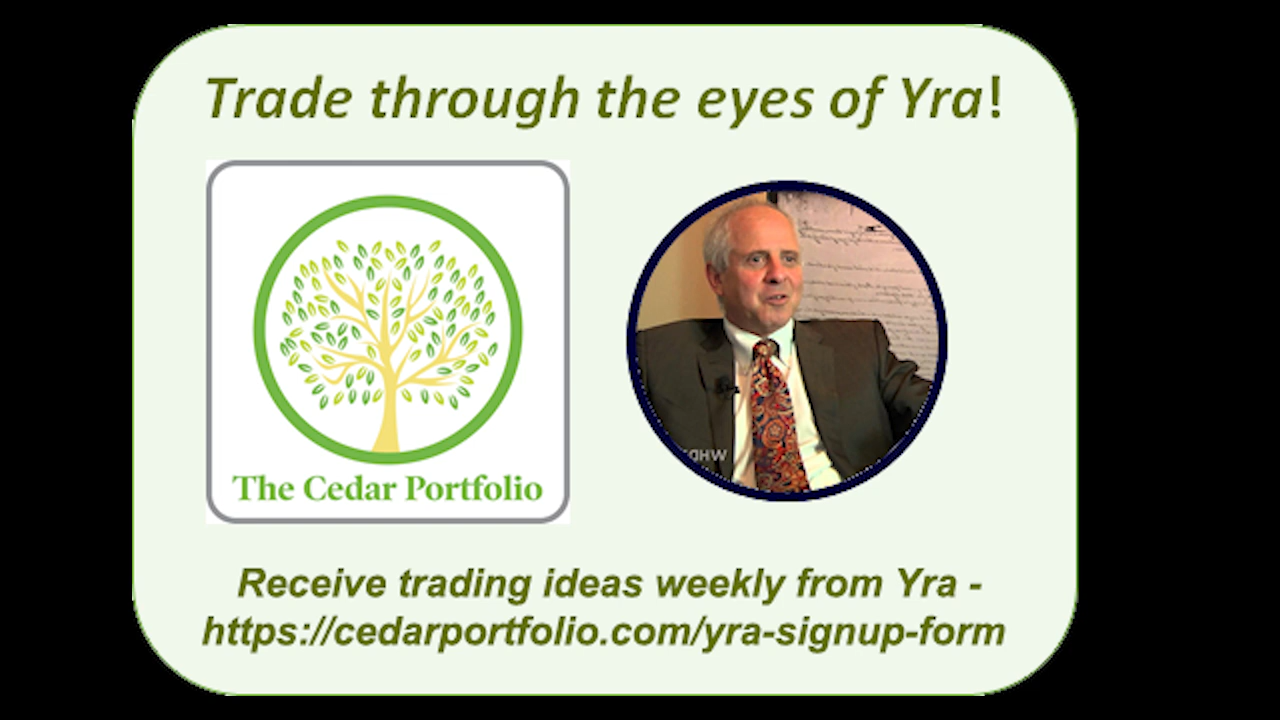 Trade through the eyes of Yra!
The Cedar Portfolio
Receive trading ideas weekly from Yra -
https://cedarportfolio.com/yra-signup-form